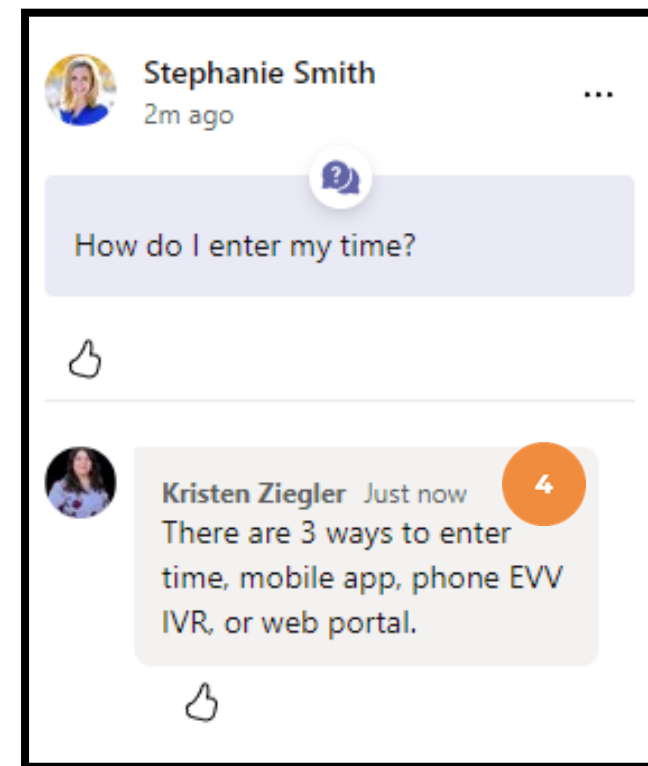 Stephanie Smith
2m ago
...
?
How do I enter my time?
Kristen Ziegler Just now
4
There are 3 ways to enter
time, mobile app, phone EVV
IVR, or web portal.